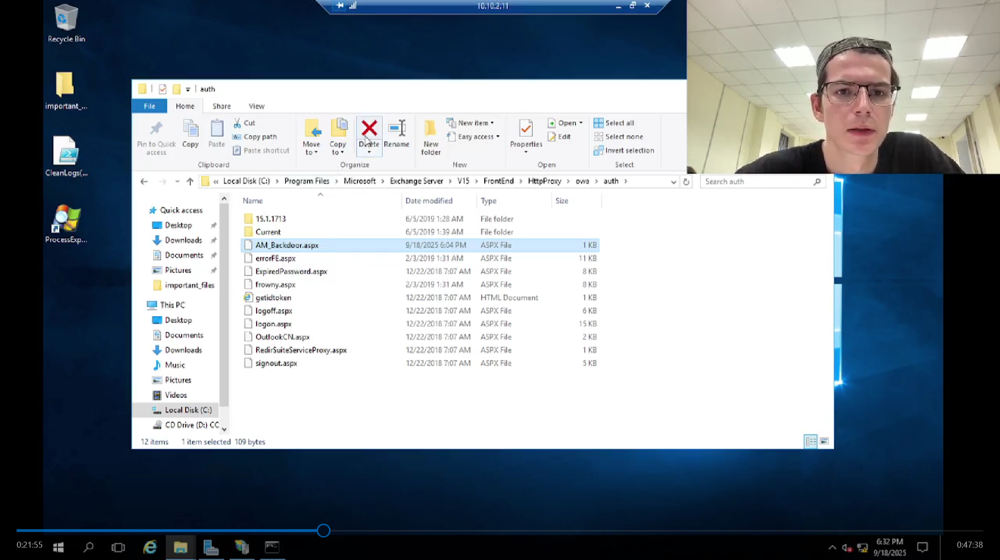 10.10.2.11
Recycle Bin
important_...
CleanLogs(...
ProcessExp...
auth
File Home Share View
Pin to Quick access
Copy
Paste
Cut
Copy path
Paste shortcut
Clipboard
Move to
Copy to
Delete
Rename
Organize
New folder
New item
Easy access
New
Properties
Open
Edit
Open
Select all
Select none
Invert selection
Select
« Local Disk (C:) › Program Files › Microsoft › Exchange Server › V15 › FrontEnd › HttpProxy › owa › auth ›
Search auth
Quick access
Desktop
Downloads
Documents
Pictures
important_files
This PC
Desktop
Documents
Downloads
Music
Pictures
Videos
Local Disk (C:)
CD Drive (D:) CC
Name Date modified Type Size
15.1.1713 6/5/2019 1:28 AM File folder
Current 6/5/2019 1:39 AM File folder
AM_Backdoor.aspx 9/18/2025 6:04 PM ASPX File 1 KB
errorFE.aspx 2/3/2019 1:31 AM ASPX File 11 KB
ExpiredPassword.aspx 12/22/2018 7:07 AM ASPX File 8 KB
frowny.aspx 2/3/2019 1:31 AM ASPX File 8 KB
getidtoken 12/22/2018 7:07 AM HTML Document 1 KB
logoff.aspx 12/22/2018 7:07 AM ASPX File 6 KB
logon.aspx 12/22/2018 7:07 AM ASPX File 15 KB
OutlookCN.aspx 12/22/2018 7:07 AM ASPX File 2 KB
RedirSuiteServiceProxy.aspx 12/22/2018 7:07 AM ASPX File 1 KB
signout.aspx 12/22/2018 7:07 AM ASPX File 5 KB
12 items 1 item selected 109 bytes
0:21:55
6:32 PM
9/18/2025
0:47:38